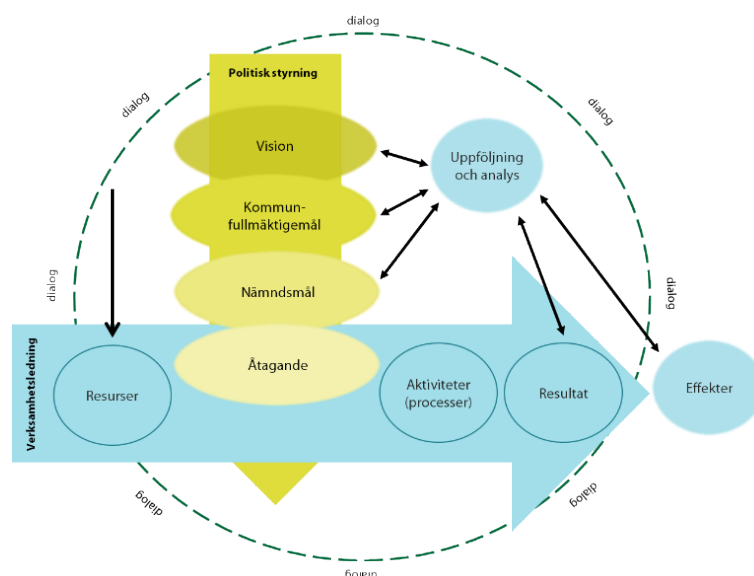 dialog
Politisk styrning
dialog
dialog
Vision
Uppföljning
och analys
Kommun-
fullmäktigemål
dialog
Nämndsmål
dialog
Verksamhetsledning
Resurser
Åtagande
Aktiviteter
(processer)
Resultat
Effekter
dialog
dialog
dialog